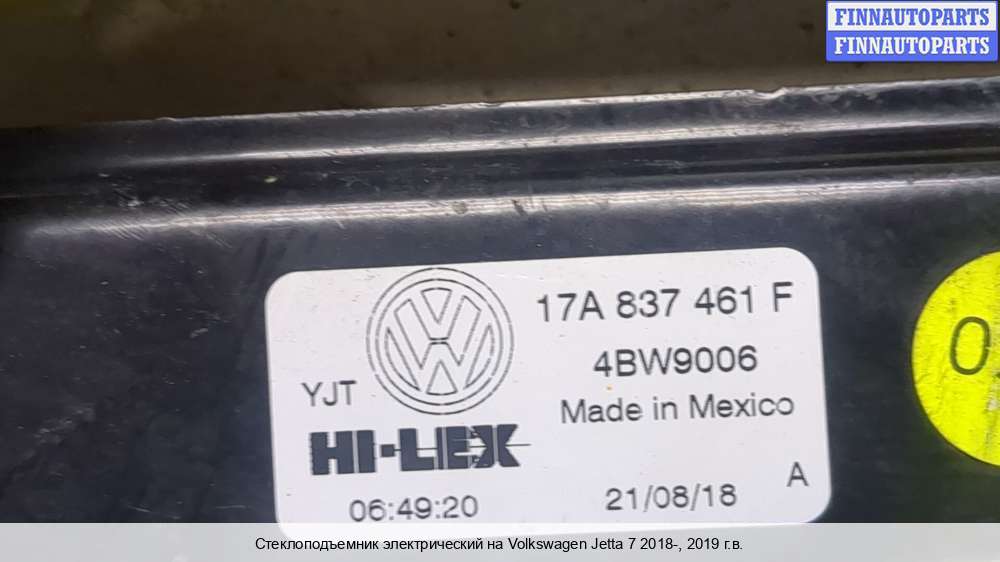 FINNAUTOPARTS
FINNAUTOPARTS
17A 837 461 F
4BW9006
YJT
Made in Mexico
HI-LEX
06:49:20
21/08/18
A
0
Стеклоподъемник электрический на Volkswagen Jetta 7 2018-, 2019 г.в.